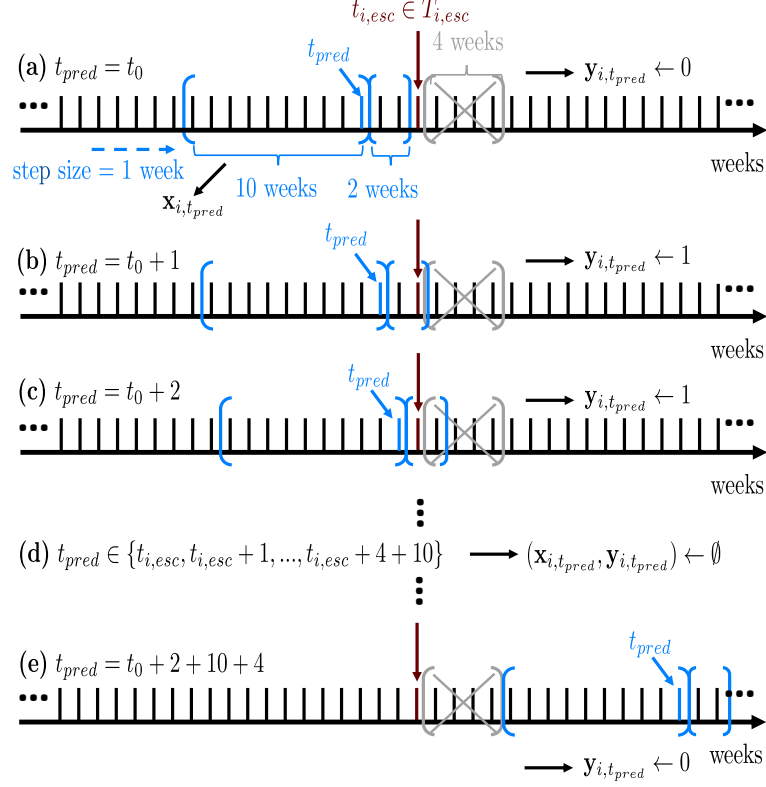 t_{i,esc} ∈ T_{i,esc}
(a) t_{pred} = t_0
t_{pred}
4 weeks
y_{i,t_{pred}} ← 0
step size = 1 week
10 weeks
2 weeks
weeks
x_{i,t_{pred}}
(b) t_{pred} = t_0 + 1
t_{pred}
y_{i,t_{pred}} ← 1
weeks
(c) t_{pred} = t_0 + 2
t_{pred}
y_{i,t_{pred}} ← 1
weeks
(d) t_{pred} ∈ {t_{i,esc}, t_{i,esc} + 1, ..., t_{i,esc} + 4 + 10} → (x_{i,t_{pred}}, y_{i,t_{pred}}) ← ∅
(e) t_{pred} = t_0 + 2 + 10 + 4
t_{pred}
weeks
y_{i,t_{pred}} ← 0